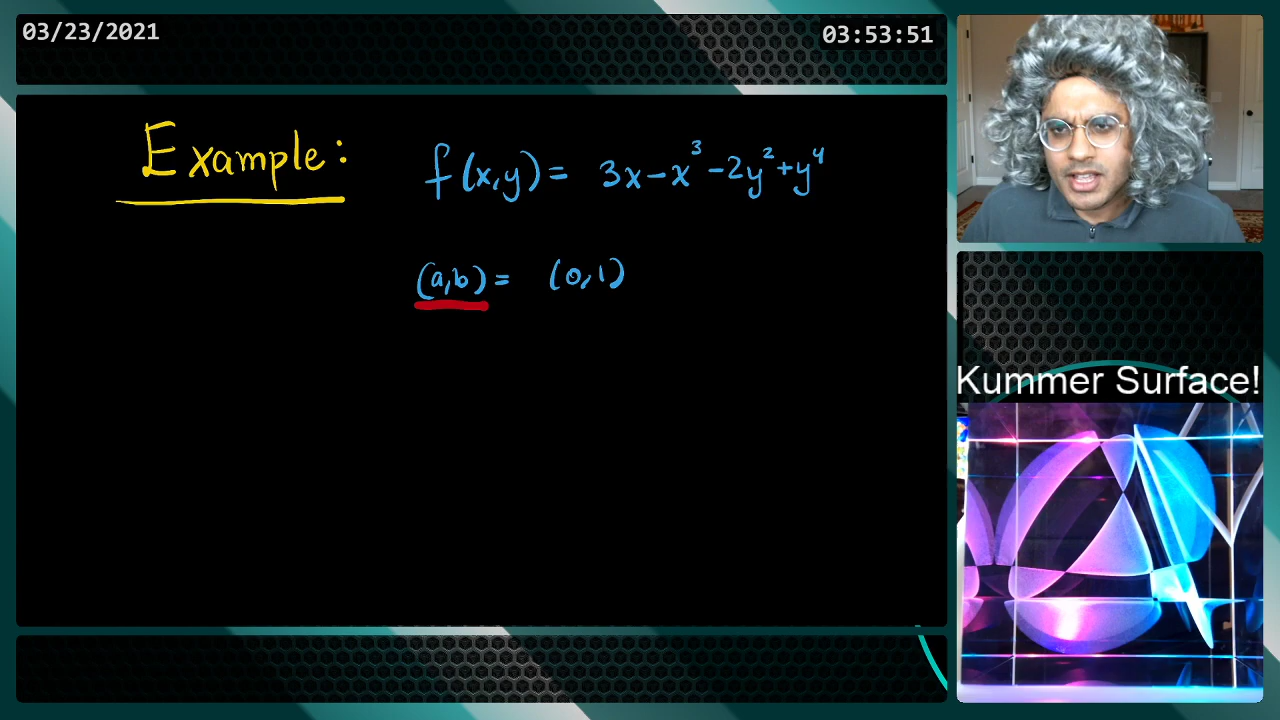 03/23/2021
03:53:51
Example: f(x,y) = 3x-x³-2y²+y⁴
(a,b) = (0,1)
Kummer Surface!